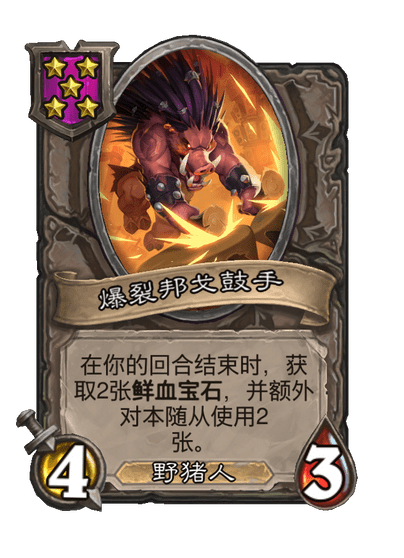 爆裂邦戈鼓手
在你的回合结束时，获
取2张鲜血宝石，并额外
对本随从使用2
张。
野猪人
4
3